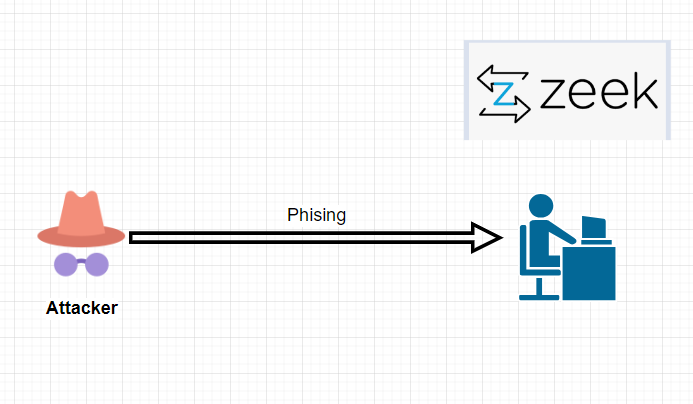 zeek
Phising
Attacker